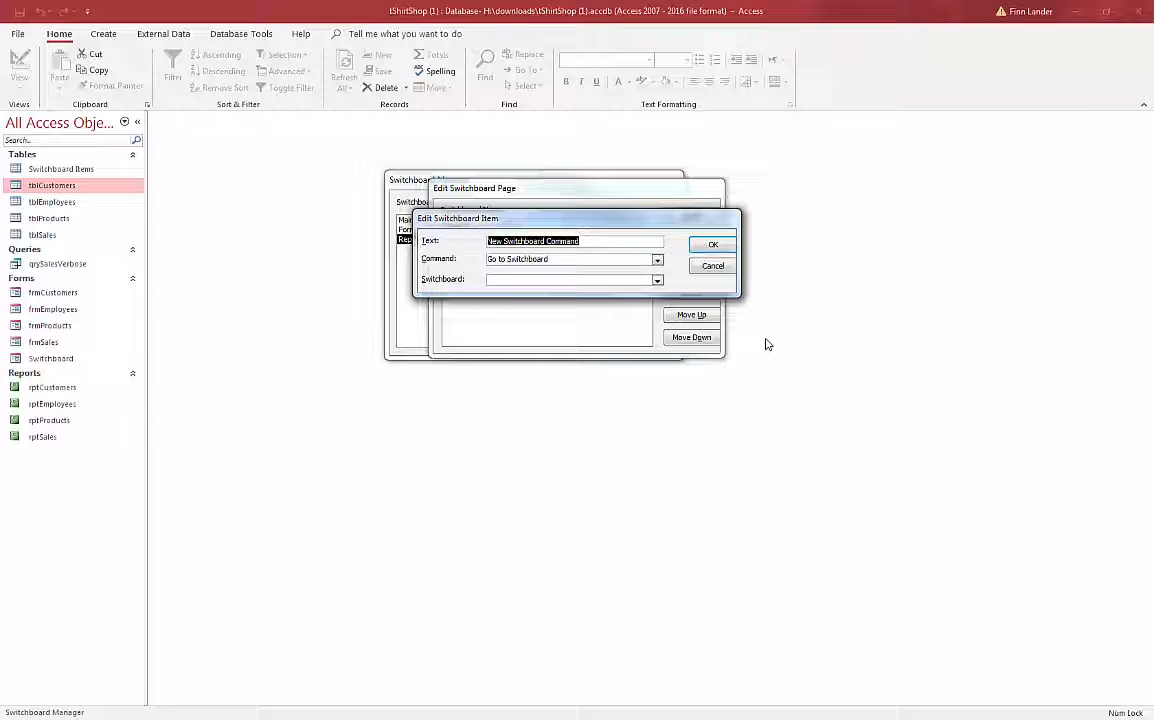 tShirtShop (1) : Database- H:\downloads\tShirtShop (1).accdb (Access 2007 - 2016 file format) – Access
Finn Lander
File Home Create External Data Database Tools Help Tell me what you want to do
View
Views
Paste
Cut
Copy
Format Painter
Clipboard
Filter
Ascending
Descending
Remove Sort
Selection
Advanced
Toggle Filter
Sort & Filter
Refresh
All
New
Save
Delete
Totals
Spelling
More
Records
Find
Replace
Go To
Select
Find
B I U A
Text Formatting
All Access Obje...
Search...
Tables
Switchboard Items
tblCustomers
tblEmployees
tblProducts
tblSales
Queries
qrySalesVerbose
Forms
frmCustomers
frmEmployees
frmProducts
frmSales
Switchboard
Reports
rptCustomers
rptEmployees
rptProducts
rptSales
Edit Switchboard Page
Edit Switchboard Item
Text: New Switchboard Command
Command: Go to Switchboard
Switchboard:
OK
Cancel
Move Up
Move Down
Switchboard Manager
Num Lock